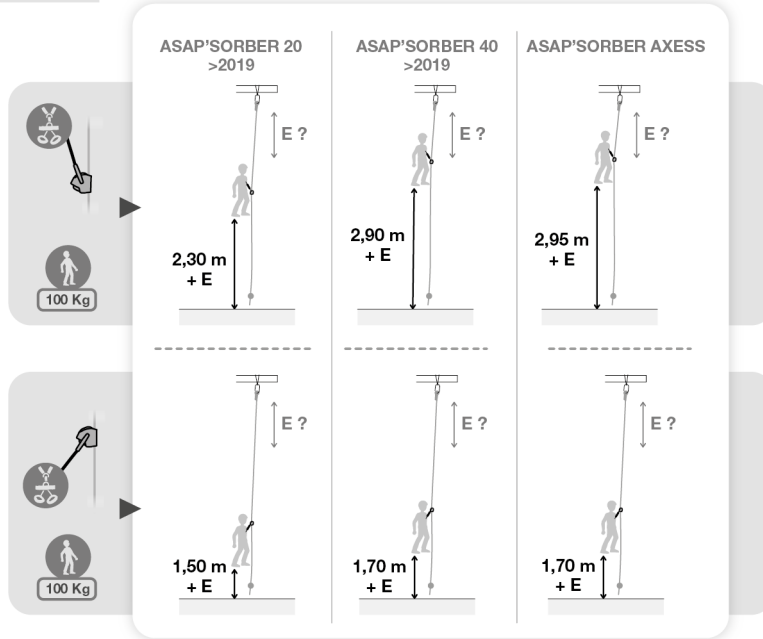 ASAP'SORBER 20
>2019
ASAP'SORBER 40
>2019
ASAP'SORBER AXESS
E ?
E ?
E ?
2,30 m
+ E
2,90 m
+ E
2,95 m
+ E
100 Kg
E ?
E ?
E ?
1,50 m
+ E
1,70 m
+ E
1,70 m
+ E
100 Kg